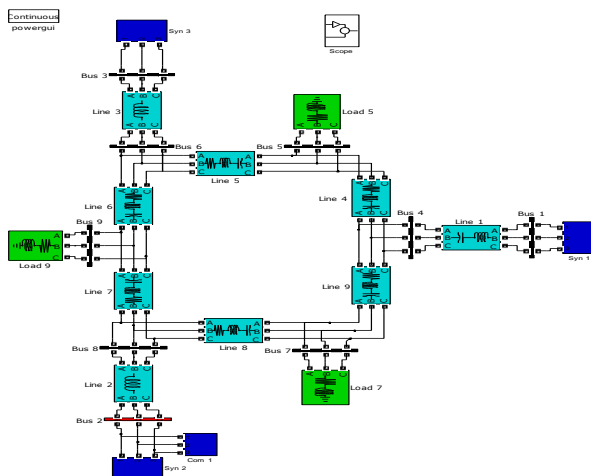 Continuous
powergui
Syn 3
Scope
Bus 3
Line 3
A B C
Load 5
A B C
Bus 6
Bus 5
A
B
C
A
B
C
Line 5
Line 6
A B C
Line 4
A B C
Bus 9
Bus 4
Line 1
Bus 1
A
B
C
Load 9
A
B
C
A
B
C
Syn 1
Line 7
A B C
Line 9
A B C
A
B
C
A
B
C
Line 8
Bus 8
Bus 7
Line 2
A B C
A B C
Load 7
Bus 2
Com 1
Syn 2